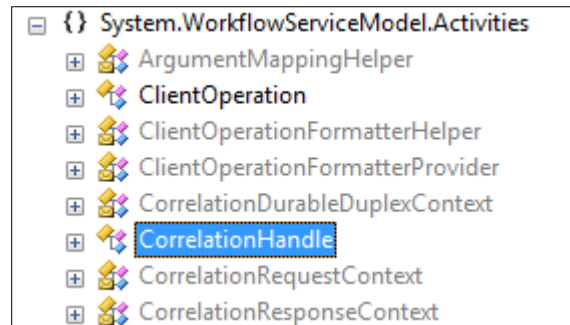 {} System.WorkflowServiceModel.Activities
ArgumentMappingHelper
ClientOperation
ClientOperationFormatterHelper
ClientOperationFormatterProvider
CorrelationDurableDuplexContext
CorrelationHandle
CorrelationRequestContext
CorrelationResponseContext